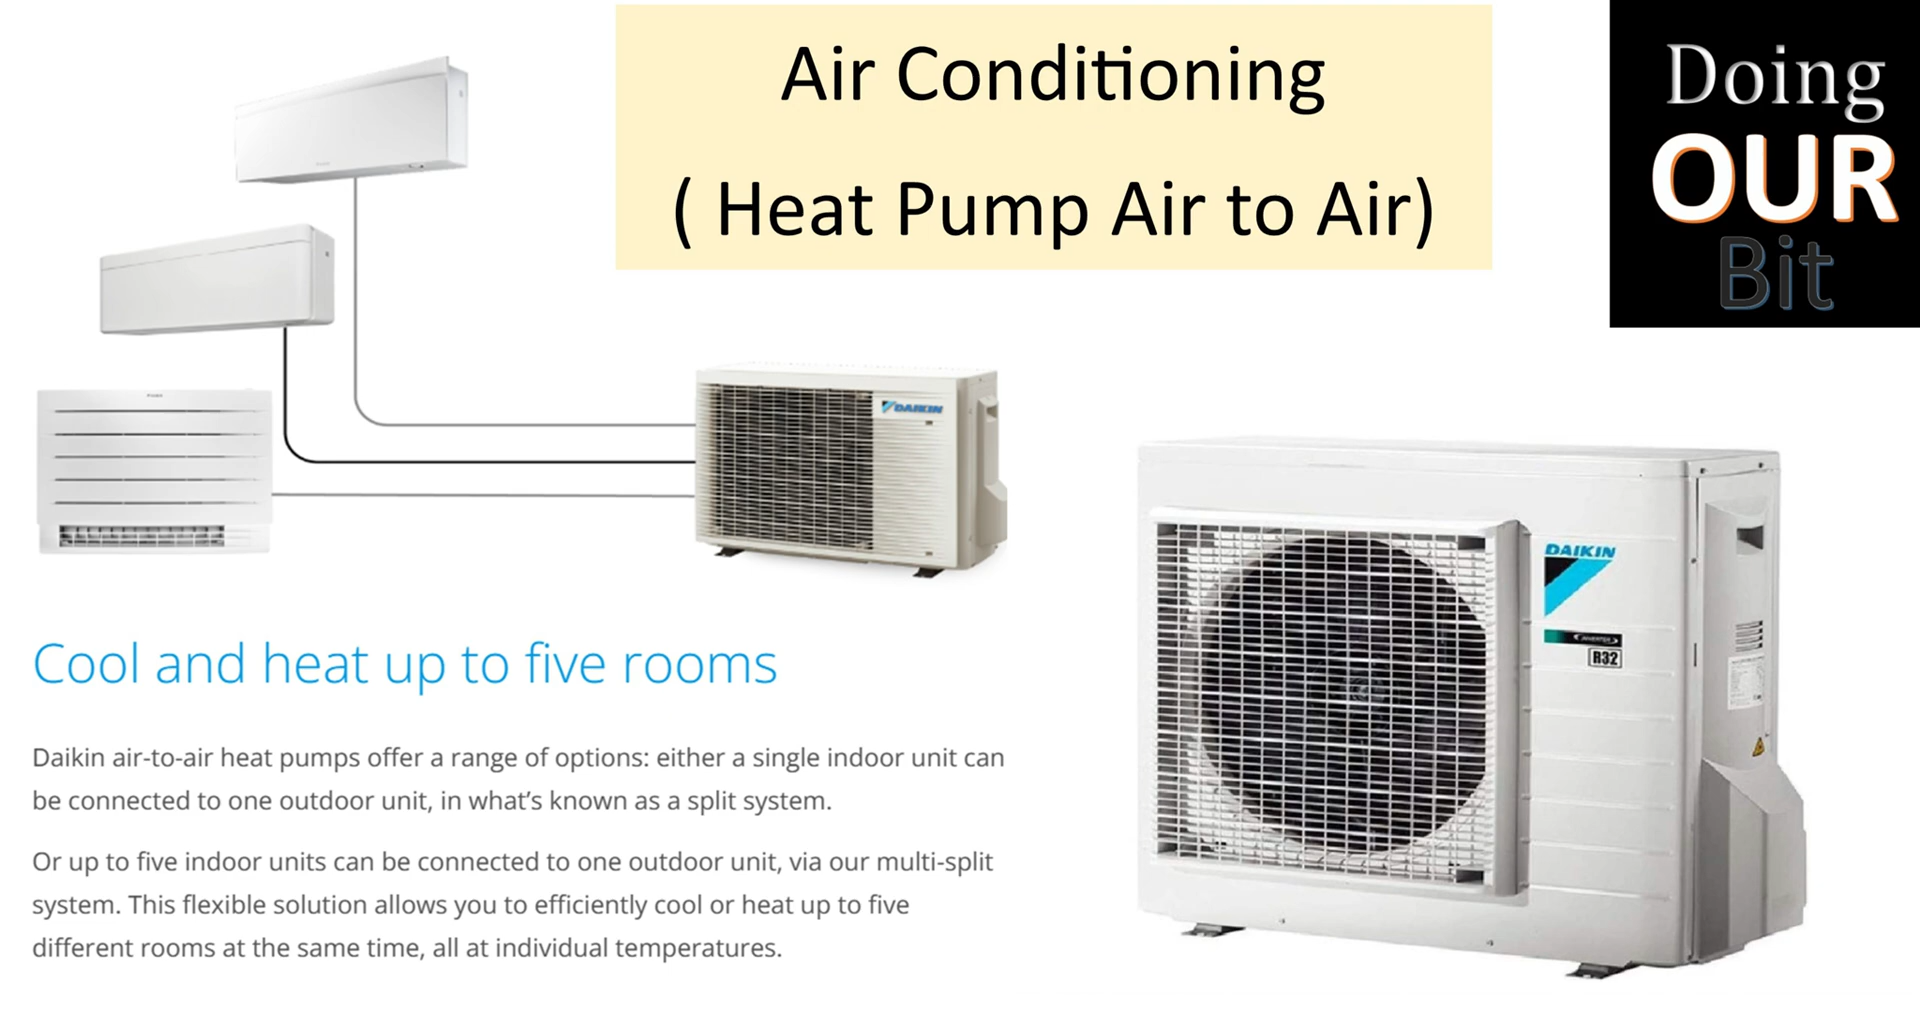 Air Conditioning
( Heat Pump Air to Air)
Doing
OUR
Bit
DAIKIN
DAIKIN
INVERTER
R32
Cool and heat up to five rooms
Daikin air-to-air heat pumps offer a range of options: either a single indoor unit can
be connected to one outdoor unit, in what’s known as a split system.
Or up to five indoor units can be connected to one outdoor unit, via our multi-split
system. This flexible solution allows you to efficiently cool or heat up to five
different rooms at the same time, all at individual temperatures.